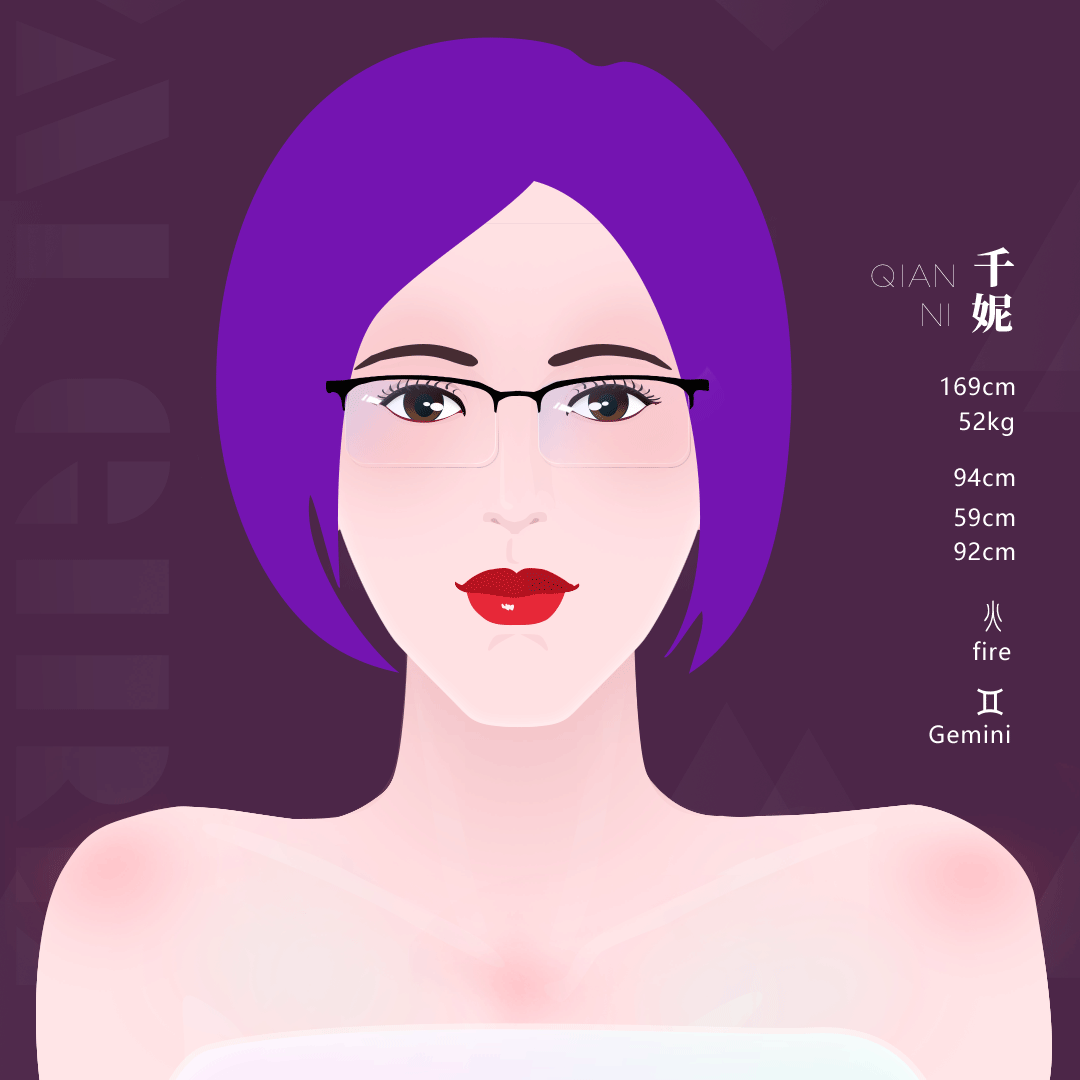 千妮
QIAN
NI
169cm
52kg
94cm
59cm
92cm
火
fire
♊
Gemini